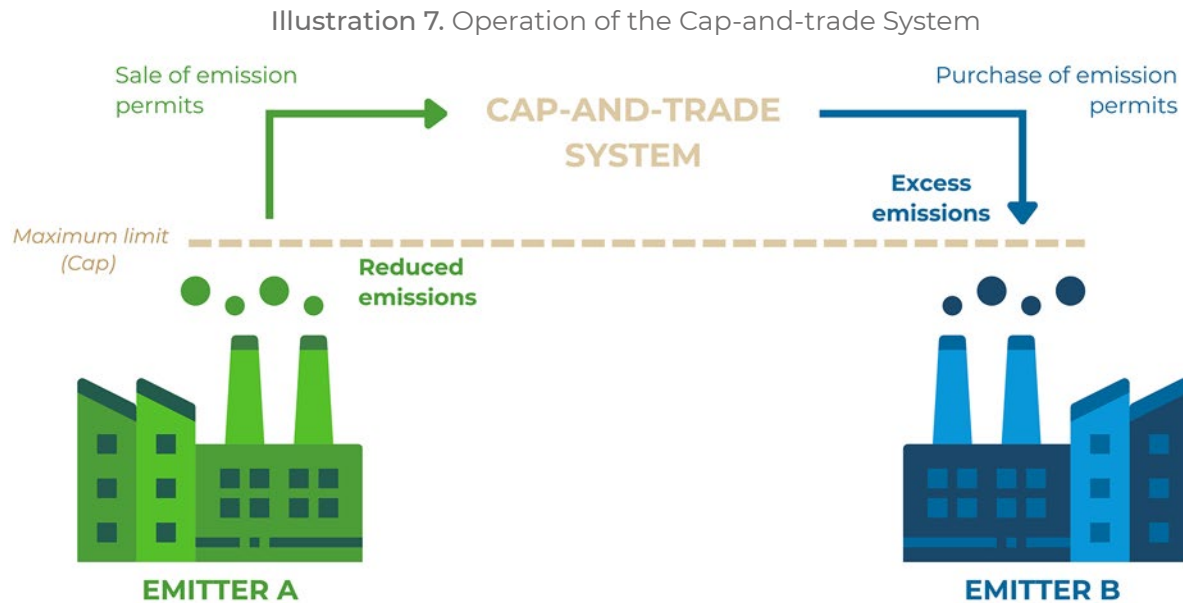 Illustration 7. Operation of the Cap-and-trade System
Sale of emission
permits
CAP-AND-TRADE
SYSTEM
Purchase of emission
permits
Excess
emissions
Maximum limit
(Cap)
Reduced
emissions
EMITTER A
EMITTER B